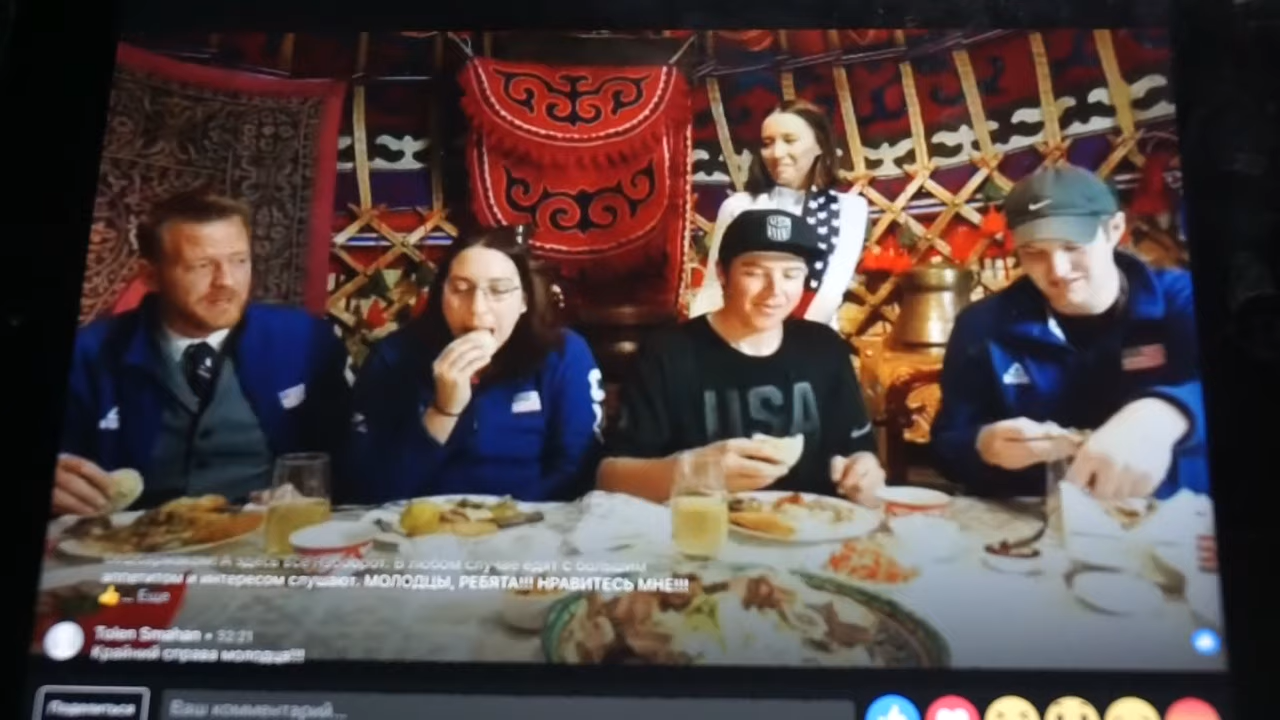 USA
А здесь все наоборот. В любом случае едят с большим
аппетитом и интересом слушают. МОЛОДЦЫ, РЕБЯТА!!! НРАВИТЕСЬ МНЕ!!!
👍... Еще
Tolen Smahan • 32:21
Крайний справа молодца!!!
Поделиться
Ваш комментарий...